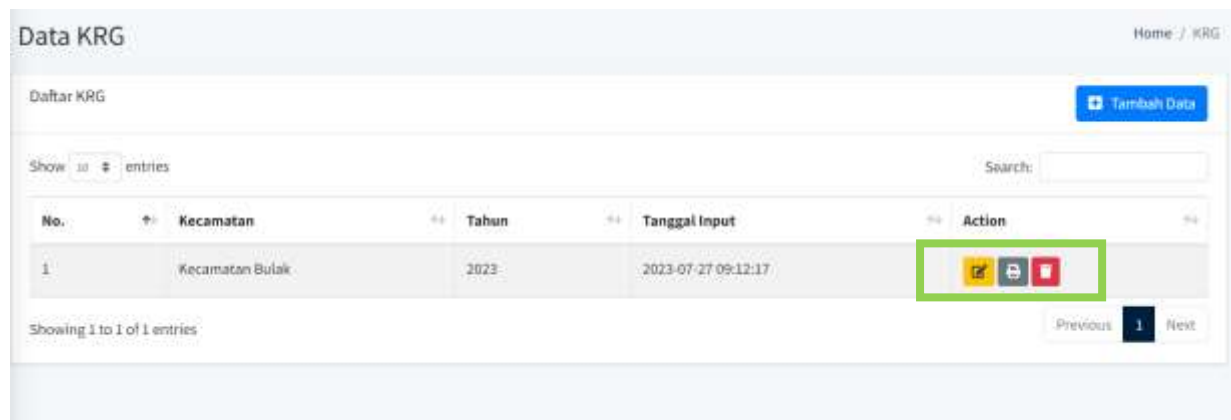 Data KRG
Home / KRG
Daftar KRG
Tambah Data
Show 10 entries
Search:
No. Kecamatan Tahun Tanggal Input Action
1 Kecamatan Bulak 2023 2023-07-27 09:12:17
Showing 1 to 1 of 1 entries
Previous 1 Next